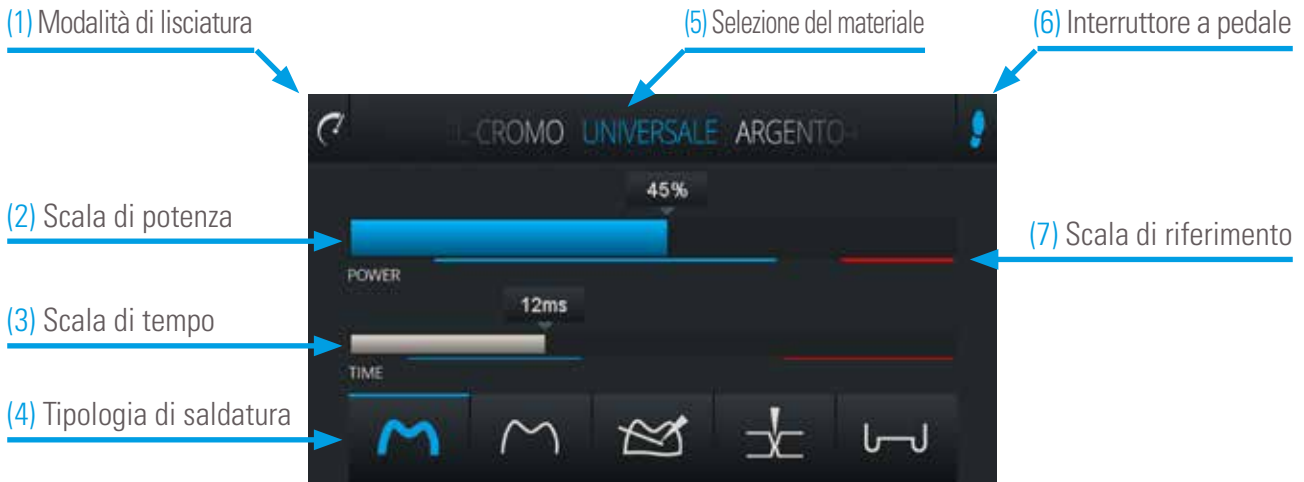 (1) Modalità di lisciatura
(5) Selezione del materiale
(6) Interruttore a pedale
CROMO UNIVERSALE ARGENTO-
45%
(2) Scala di potenza
(7) Scala di riferimento
POWER
12ms
(3) Scala di tempo
TIME
(4) Tipologia di saldatura